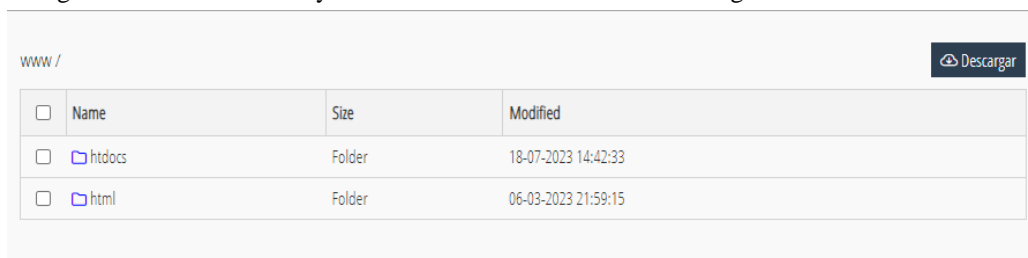 www / Descargar
Name Size Modified
htdocs Folder 18-07-2023 14:42:33
html Folder 06-03-2023 21:59:15